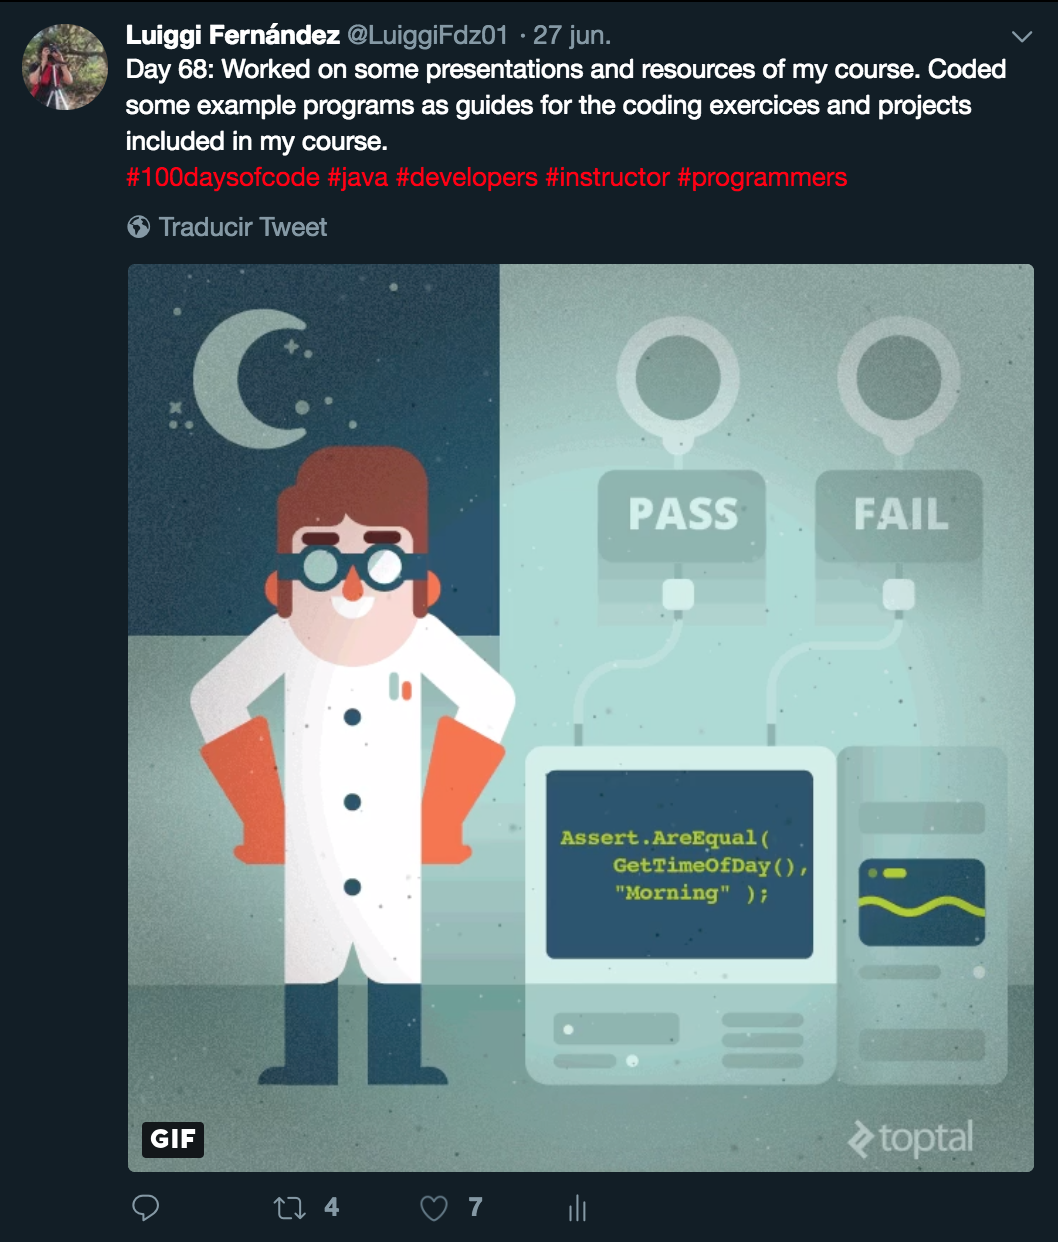 Luiggi Fernández @LuiggiFdz01 · 27 jun.
Day 68: Worked on some presentations and resources of my course. Coded
some example programs as guides for the coding exercices and projects
included in my course.
#100daysofcode #java #developers #instructor #programmers
Traducir Tweet
PASS
FAIL
Assert.AreEqual(
GetTimeOfDay(),
"Morning" );
GIF
toptal
4
7